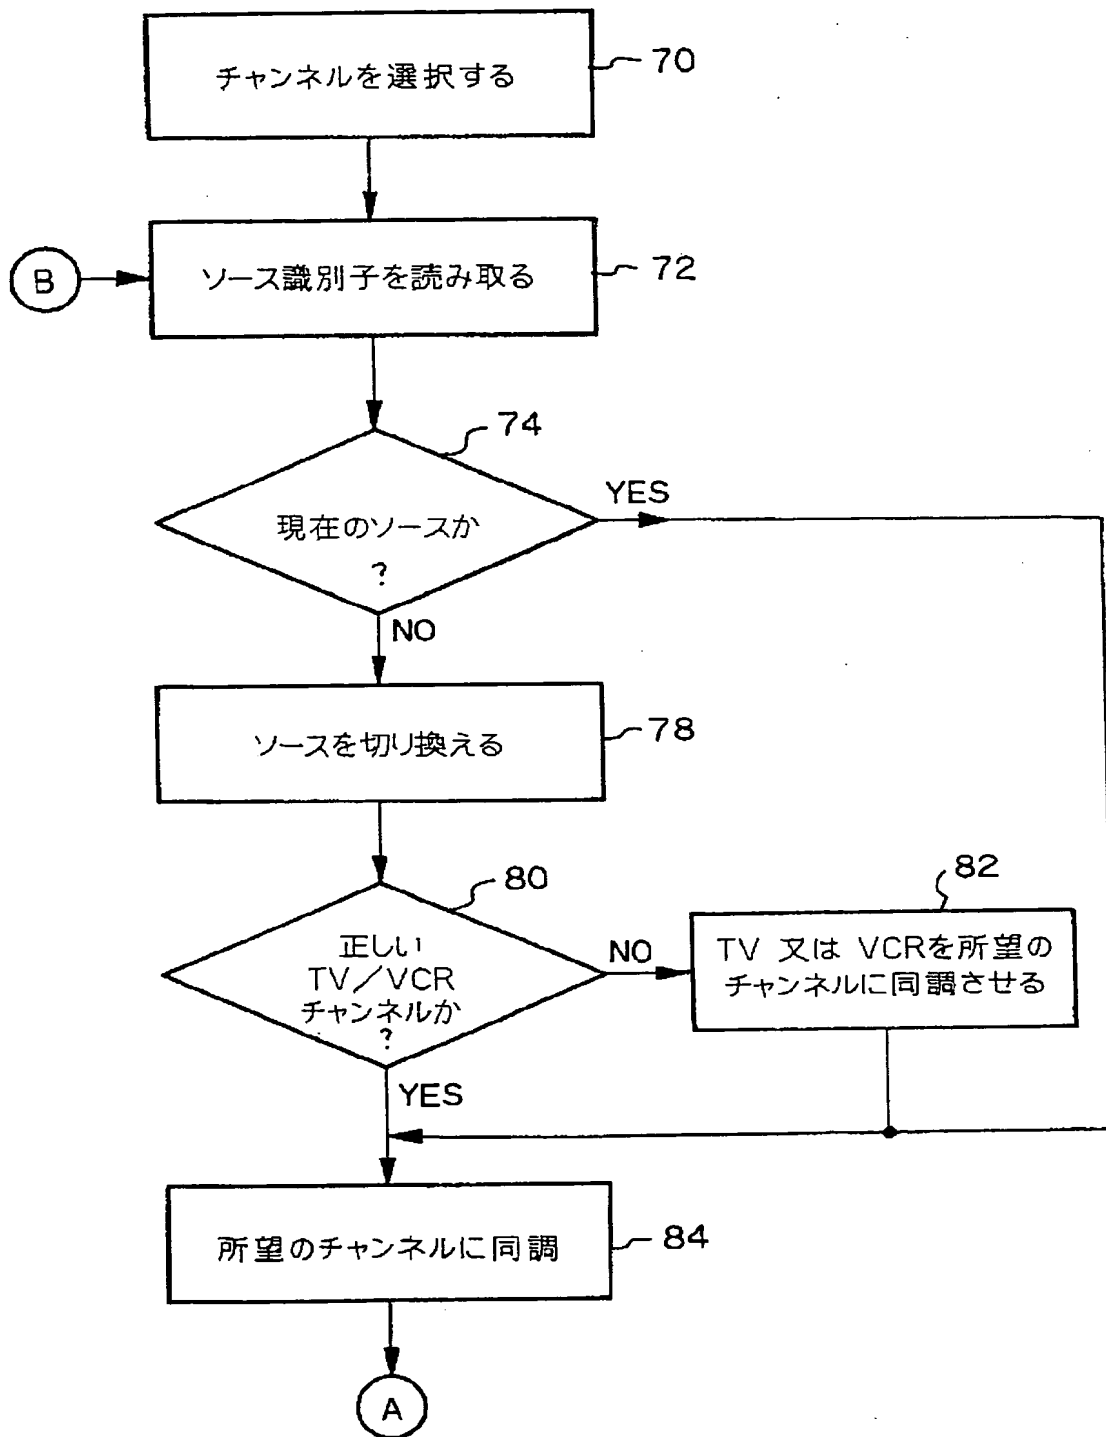 チャンネルを選択する
70
B
ソース識別子を読み取る
72
74
現在のソースか
?
YES
NO
ソースを切り換える
78
80
正しい
TV/VCR
チャンネルか
?
NO
82
TV 又は VCRを所望の
チャンネルに同調させる
YES
所望のチャンネルに同調
84
A